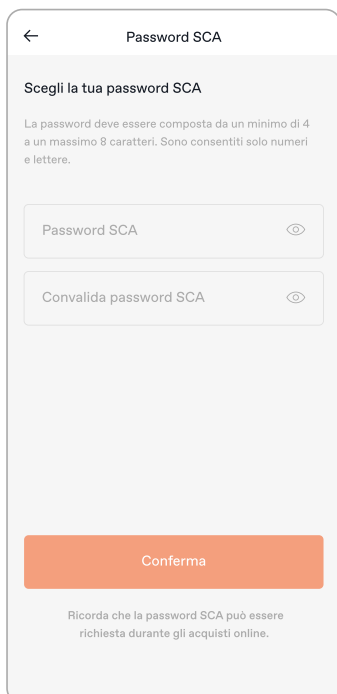 Password SCA
Scegli la tua password SCA
La password deve essere composta da un minimo di 4
a un massimo 8 caratteri. Sono consentiti solo numeri
e lettere.
Password SCA
Convalida password SCA
Conferma
Ricorda che la password SCA può essere
richiesta durante gli acquisti online.